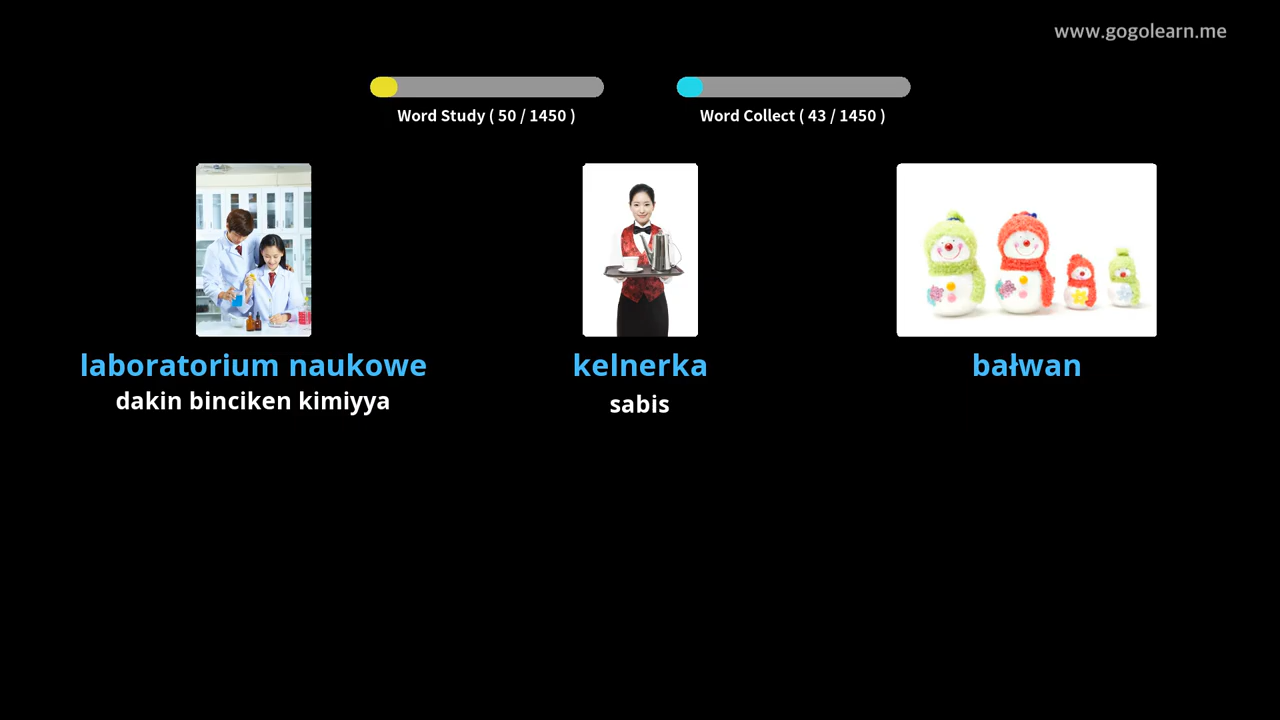 www.gogolearn.me
Word Study ( 50 / 1450 )
Word Collect ( 43 / 1450 )
laboratorium naukowe
dakin binciken kimiyya
kelnerka
sabis
bałwan